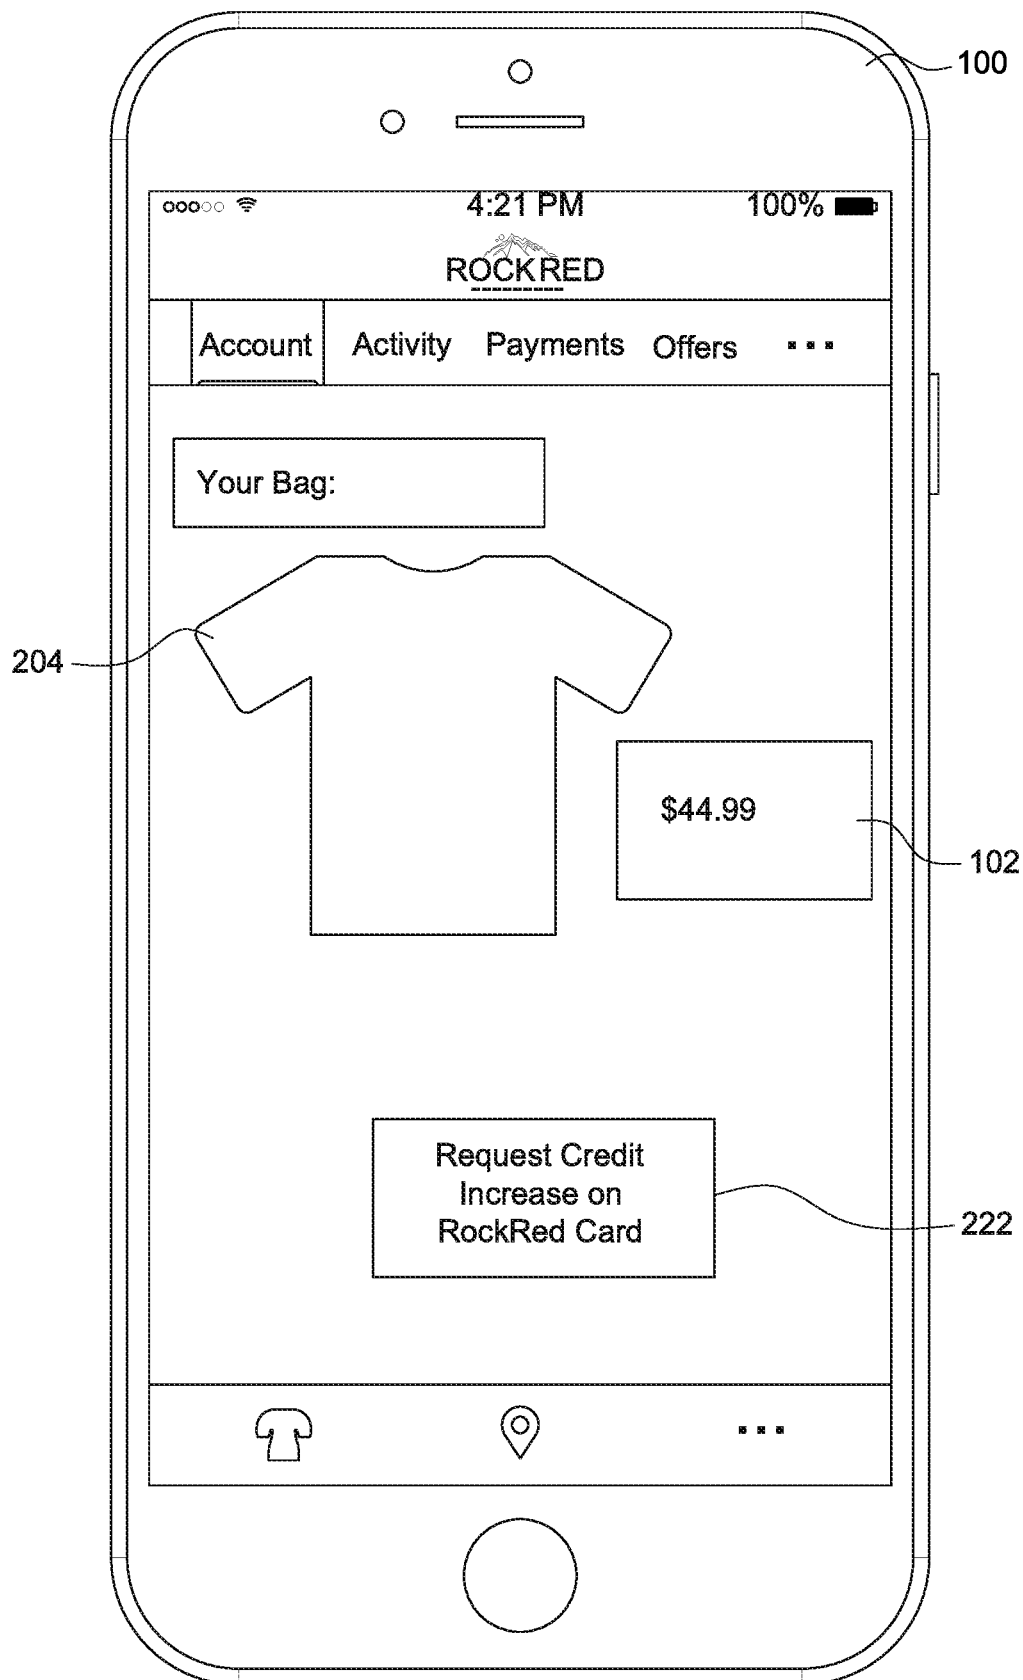 100
4:21 PM 100%
ROCKRED
Account Activity Payments Offers
Your Bag:
204
$44.99
102
Request Credit
Increase on
RockRed Card
222